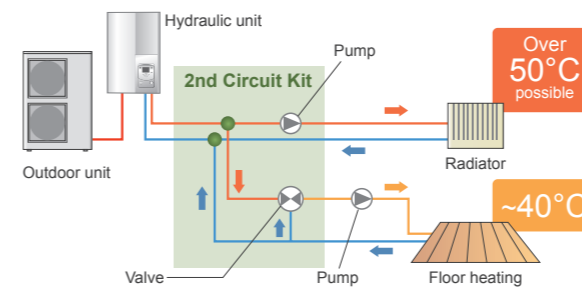 Hydraulic unit
Pump
Over
50°C
possible
2nd Circuit Kit
Outdoor unit
Radiator
~40°C
Valve
Pump
Floor heating